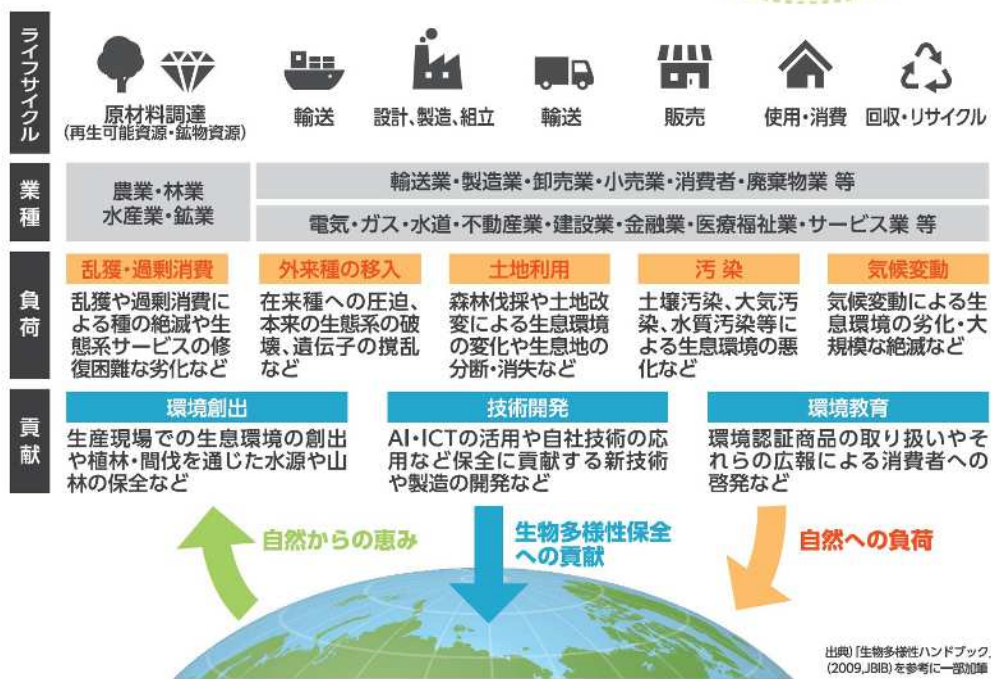 ライフサイクル
原材料調達
(再生可能資源・鉱物資源)
輸送
設計、製造、組立
輸送
販売
使用・消費
回収・リサイクル
業種
農業・林業
水産業・鉱業
輸送業・製造業・卸売業・小売業・消費者・廃棄物業 等
電気・ガス・水道・不動産業・建設業・金融業・医療福祉業・サービス業 等
負荷
乱獲・過剰消費
乱獲や過剰消費に
よる種の絶滅や生
態系サービスの修
復困難な劣化など
外来種の移入
在来種への圧迫、
本来の生態系の破
壊、遺伝子の撹乱
など
土地利用
森林伐採や土地改
変による生息環境
の変化や生息地の
分断・消失など
汚 染
土壌汚染、大気汚
染、水質汚染等に
よる生息環境の悪
化など
気候変動
気候変動による生
息環境の劣化・大
規模な絶滅など
貢献
環境創出
生産現場での生息環境の創出
や植林・間伐を通じた水源や山
林の保全など
技術開発
AI・ICTの活用や自社技術の応
用など保全に貢献する新技術
や製造の開発など
環境教育
環境認証商品の取り扱いやそ
れらの広報による消費者への
啓発など
自然からの恵み
生物多様性保全
への貢献
自然への負荷
出典)「生物多様性ハンドブック」
(2009,JBIB)を参考に一部加筆